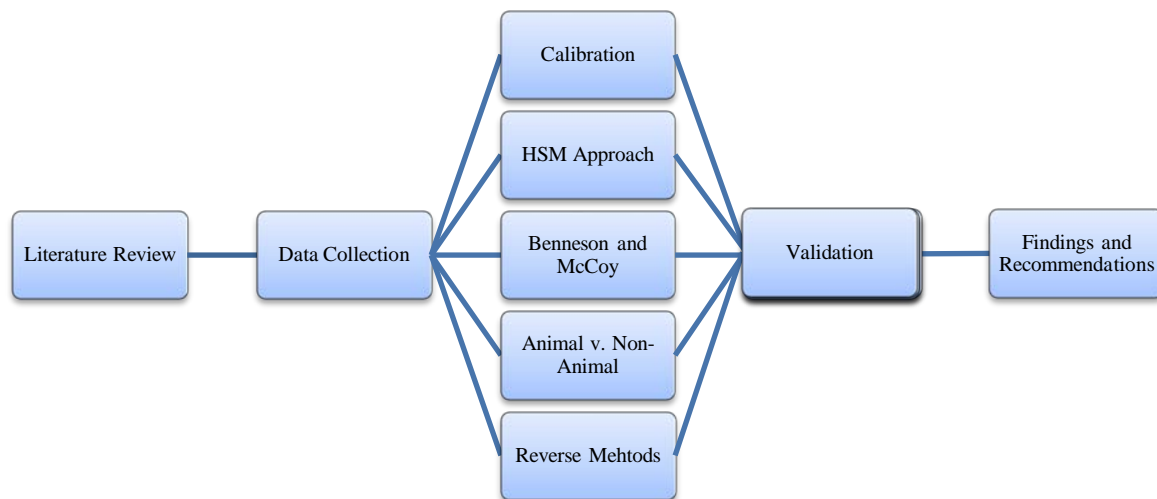 Literature Review
Data Collection
Calibration
HSM Approach
Benneson and
McCoy
Animal v. Non-
Animal
Reverse Mehtods
Validation
Findings and
Recommendations